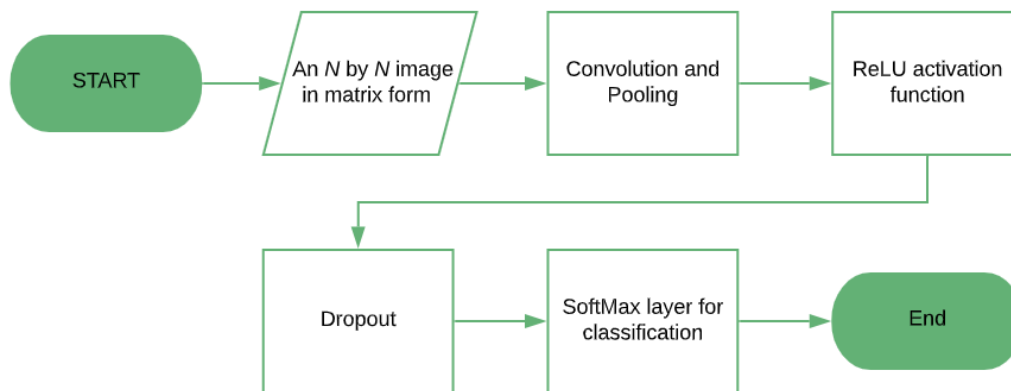 START
An N by N image
in matrix form
Convolution and
Pooling
ReLU activation
function
Dropout
SoftMax layer for
classification
End